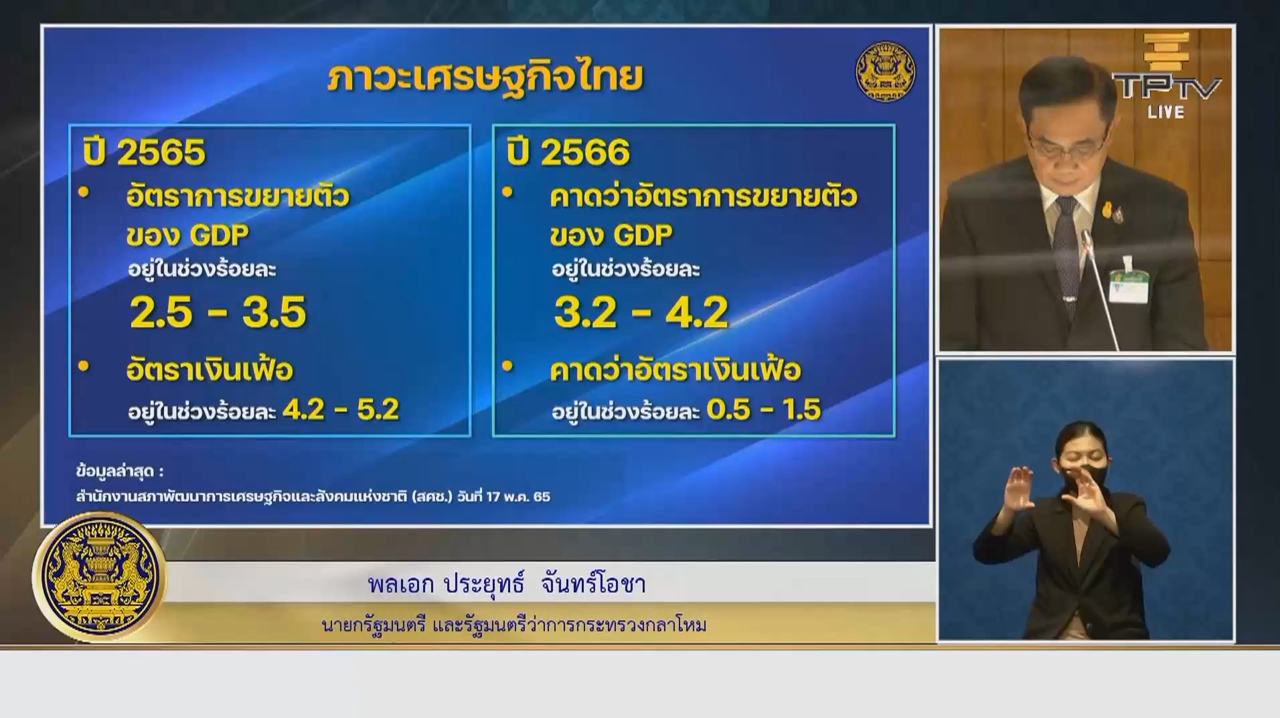 ภาวะเศรษฐกิจไทย
ปี 2565
• อัตราการขยายตัว
ของ GDP
อยู่ในช่วงร้อยละ
2.5 - 3.5
• อัตราเงินเฟ้อ
อยู่ในช่วงร้อยละ 4.2 - 5.2
ปี 2566
• คาดว่าอัตราการขยายตัว
ของ GDP
อยู่ในช่วงร้อยละ
3.2 - 4.2
• คาดว่าอัตราเงินเฟ้อ
อยู่ในช่วงร้อยละ 0.5 - 1.5
ข้อมูลล่าสุด :
สำนักงานสภาพัฒนาการเศรษฐกิจและสังคมแห่งชาติ (สศช.) วันที่ 17 พ.ค. 65
TPTV
LIVE
พลเอก ประยุทธ์ จันทร์โอชา
นายกรัฐมนตรี และรัฐมนตรีว่าการกระทรวงกลาโหม